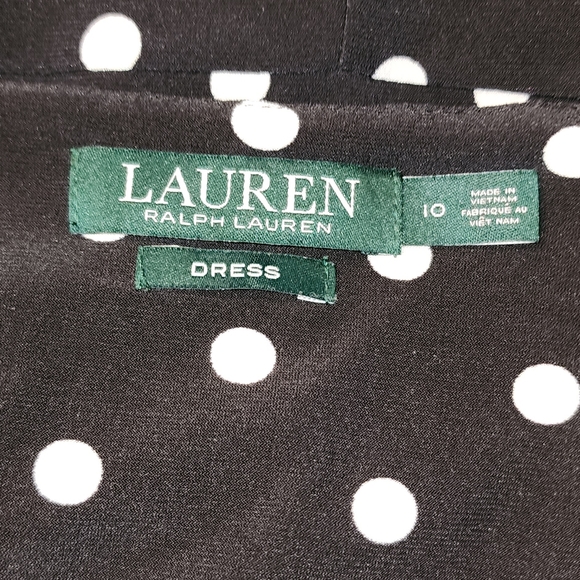 LAUREN
RALPH LAUREN
10
MADE IN
VIETNAM
FABRIQUÉ AU
VIÊT NAM
DRESS